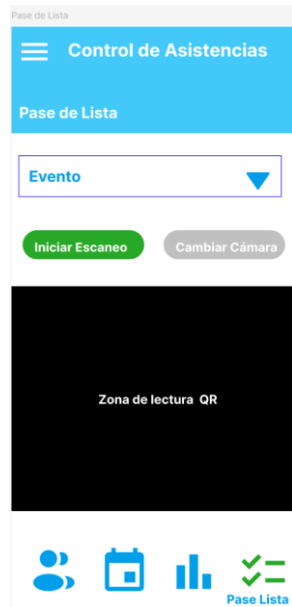 Pase de Lista
Control de Asistencias
Pase de Lista
Evento
Iniciar Escaneo
Cambiar Cámara
Zona de lectura QR
Pase Lista